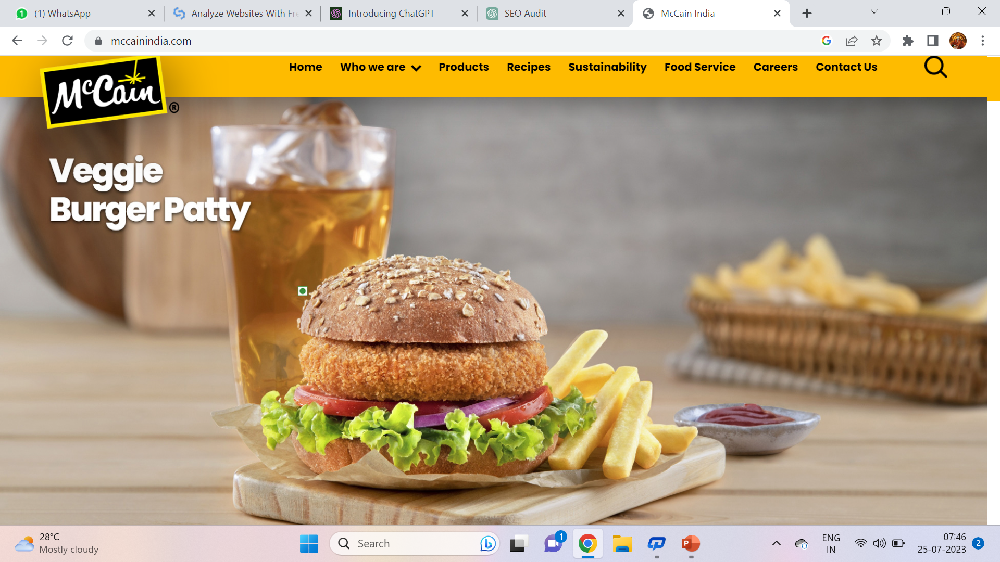 (1) WhatsApp
Analyze Websites With Fre
Introducing ChatGPT
SEO Audit
McCain India
mccainindia.com
Home Who we are Products Recipes Sustainability Food Service Careers Contact Us
McCain
®
Veggie
Burger Patty
28°C
Mostly cloudy
Search
1
P
ENG
IN
07:46
25-07-2023
2